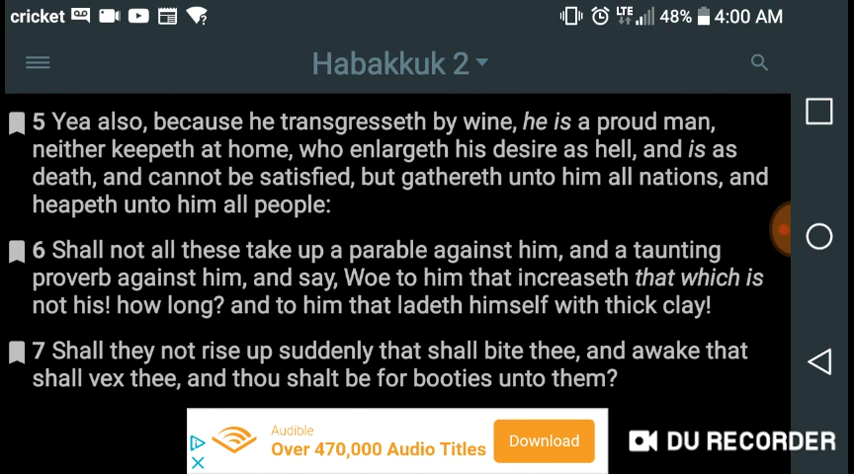 cricket LTE 48% 4:00 AM
Habakkuk 2
5 Yea also, because he transgresseth by wine, he is a proud man,
neither keepeth at home, who enlargeth his desire as hell, and is as
death, and cannot be satisfied, but gathereth unto him all nations, and
heapeth unto him all people:
6 Shall not all these take up a parable against him, and a taunting
proverb against him, and say, Woe to him that increaseth that which is
not his! how long? and to him that ladeth himself with thick clay!
7 Shall they not rise up suddenly that shall bite thee, and awake that
shall vex thee, and thou shalt be for booties unto them?
Audible
Over 470,000 Audio Titles
Download
DU RECORDER